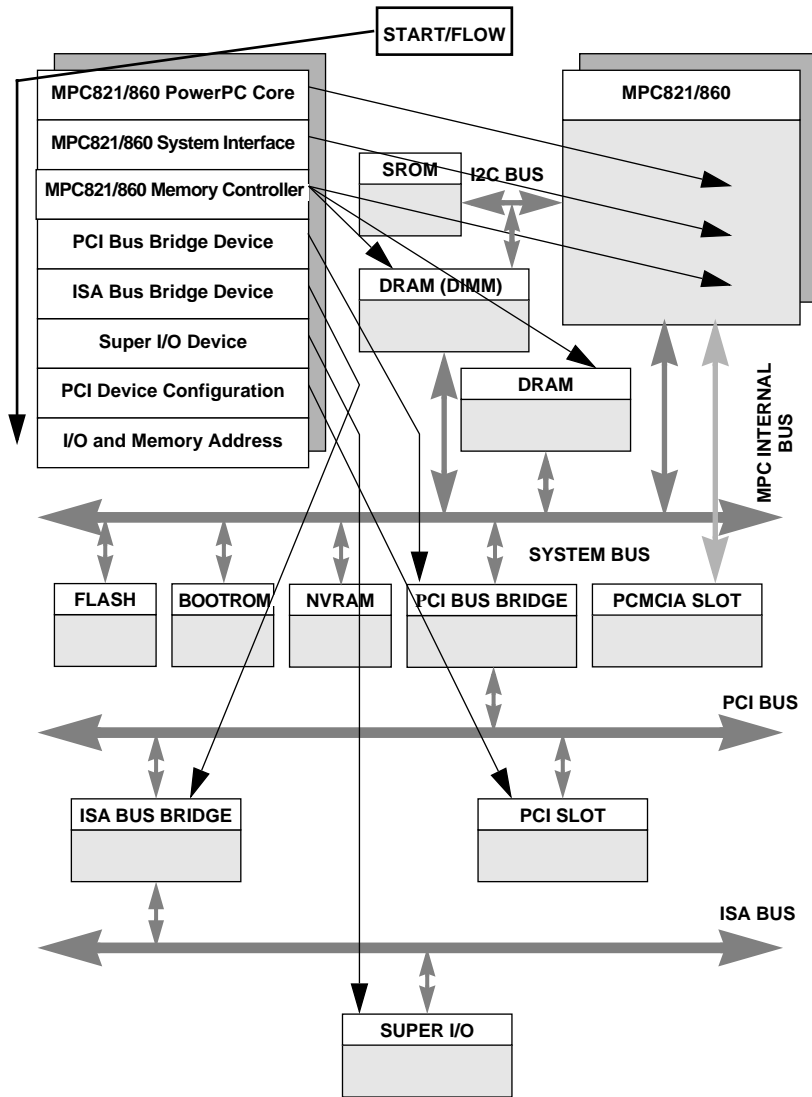 START/FLOW
MPC821/860 PowerPC Core
MPC821/860 System Interface
MPC821/860 Memory Controller
PCI Bus Bridge Device
ISA Bus Bridge Device
Super I/O Device
PCI Device Configuration
I/O and Memory Address
MPC821/860
SROM
I2C BUS
DRAM (DIMM)
DRAM
MPC INTERNAL
BUS
SYSTEM BUS
FLASH
BOOTROM
NVRAM
PCI BUS BRIDGE
PCMCIA SLOT
PCI BUS
ISA BUS BRIDGE
PCI SLOT
ISA BUS
SUPER I/O